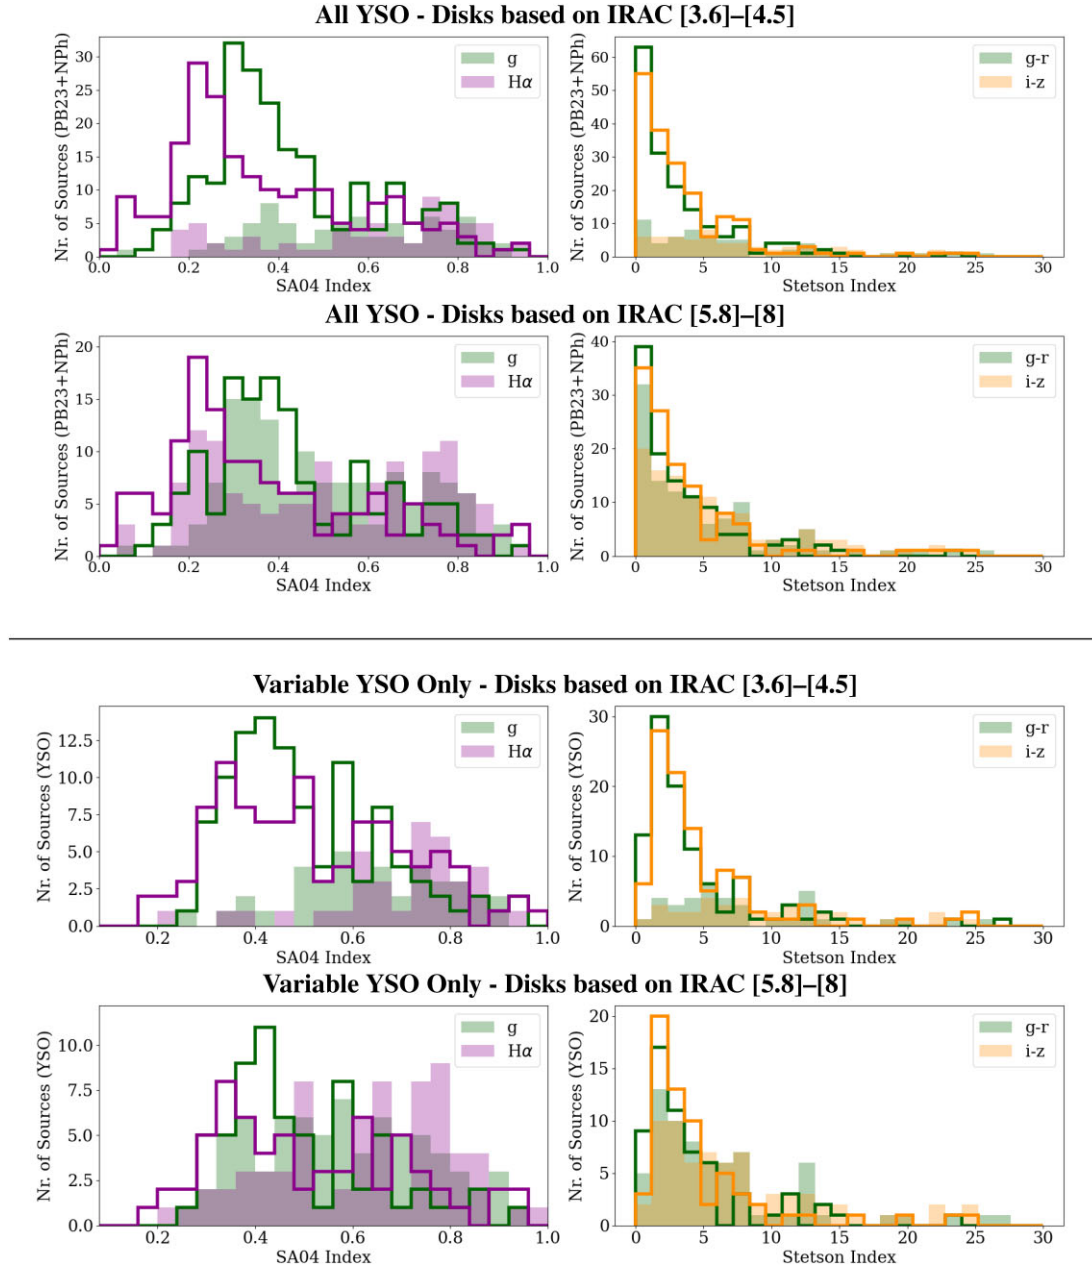 All YSO - Disks based on IRAC [3.6]–[4.5]
Nr. of Sources (PB23+NPh)
30
25
20
15
10
5
0
g
Hα
0.0 0.2 0.4 0.6 0.8 1.0
SA04 Index
Nr. of Sources (PB23+NPh)
60
50
40
30
20
10
0
g-r
i-z
0 5 10 15 20 25 30
Stetson Index
All YSO - Disks based on IRAC [5.8]–[8]
Nr. of Sources (PB23+NPh)
20
15
10
5
0
g
Hα
0.0 0.2 0.4 0.6 0.8 1.0
SA04 Index
Nr. of Sources (PB23+NPh)
40
30
20
10
0
g-r
i-z
0 5 10 15 20 25 30
Stetson Index
Variable YSO Only - Disks based on IRAC [3.6]–[4.5]
Nr. of Sources (YSO)
12.5
10.0
7.5
5.0
2.5
0.0
g
Hα
0.2 0.4 0.6 0.8 1.0
SA04 Index
Nr. of Sources (YSO)
30
20
10
0
g-r
i-z
0 5 10 15 20 25 30
Stetson Index
Variable YSO Only - Disks based on IRAC [5.8]–[8]
Nr. of Sources (YSO)
10.0
7.5
5.0
2.5
0.0
g
Hα
0.2 0.4 0.6 0.8 1.0
SA04 Index
Nr. of Sources (YSO)
20
15
10
5
0
g-r
i-z
0 5 10 15 20 25 30
Stetson Index